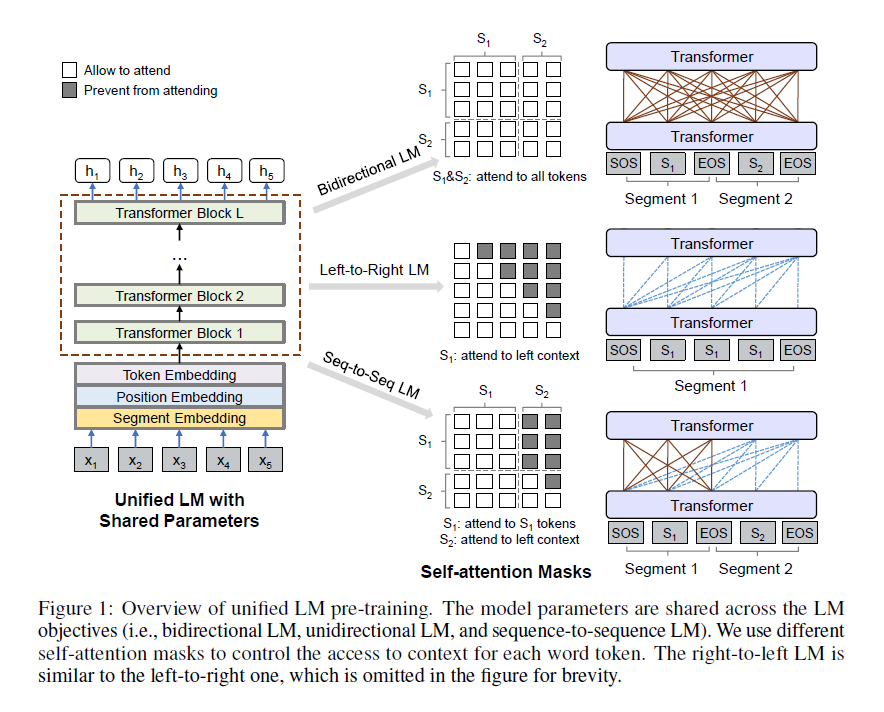 Allow to attend
Prevent from attending
h1 h2 h3 h4 h5
Transformer Block L
...
Transformer Block 2
Transformer Block 1
Token Embedding
Position Embedding
Segment Embedding
x1 x2 x3 x4 x5
Unified LM with
Shared Parameters
Bidirectional LM
Left-to-Right LM
Seq-to-Seq LM
S1 S2
S1
S2
S1&S2: attend to all tokens
Transformer
Transformer
SOS S1 EOS S2 EOS
Segment 1 Segment 2
S1: attend to left context
Transformer
Transformer
SOS S1 S1 S1 EOS
Segment 1
S1 S2
S1
S2
S1: attend to S1 tokens
S2: attend to left context
Transformer
Transformer
SOS S1 EOS S2 EOS
Segment 1 Segment 2
Self-attention Masks
Figure 1: Overview of unified LM pre-training. The model parameters are shared across the LM
objectives (i.e., bidirectional LM, unidirectional LM, and sequence-to-sequence LM). We use different
self-attention masks to control the access to context for each word token. The right-to-left LM is
similar to the left-to-right one, which is omitted in the figure for brevity.